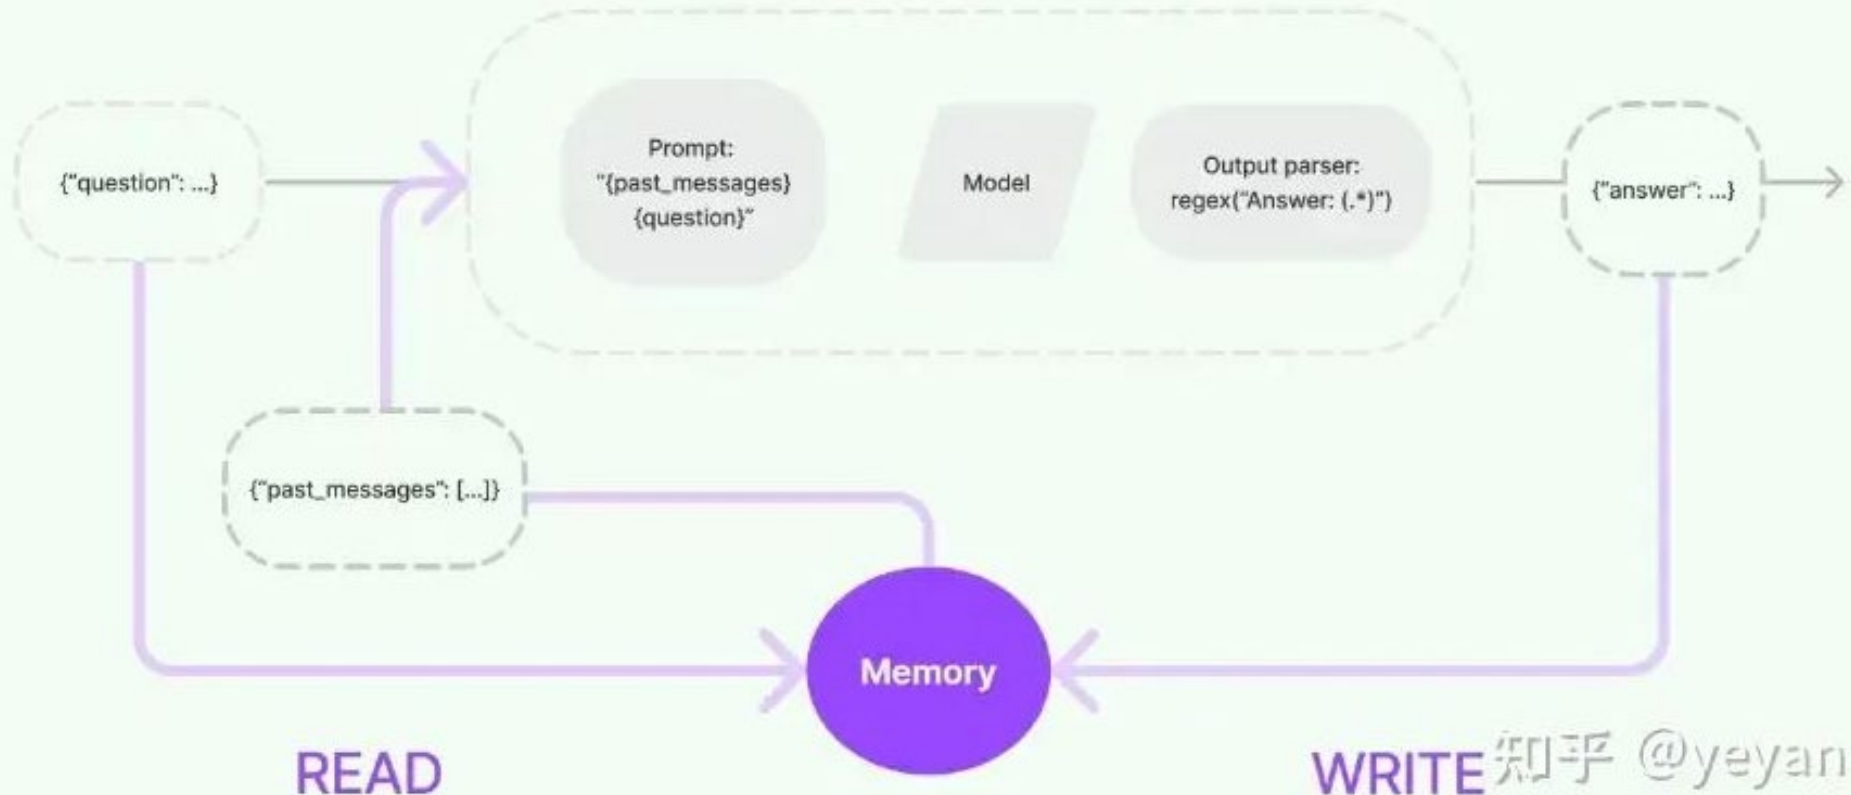 {"question": ...}
Prompt:
"{past_messages}
{question}"
Model
Output parser:
regex("Answer: (.*)")
{"answer": ...}
{"past_messages": [...]}
Memory
READ
WRITE
知乎 @yeyan